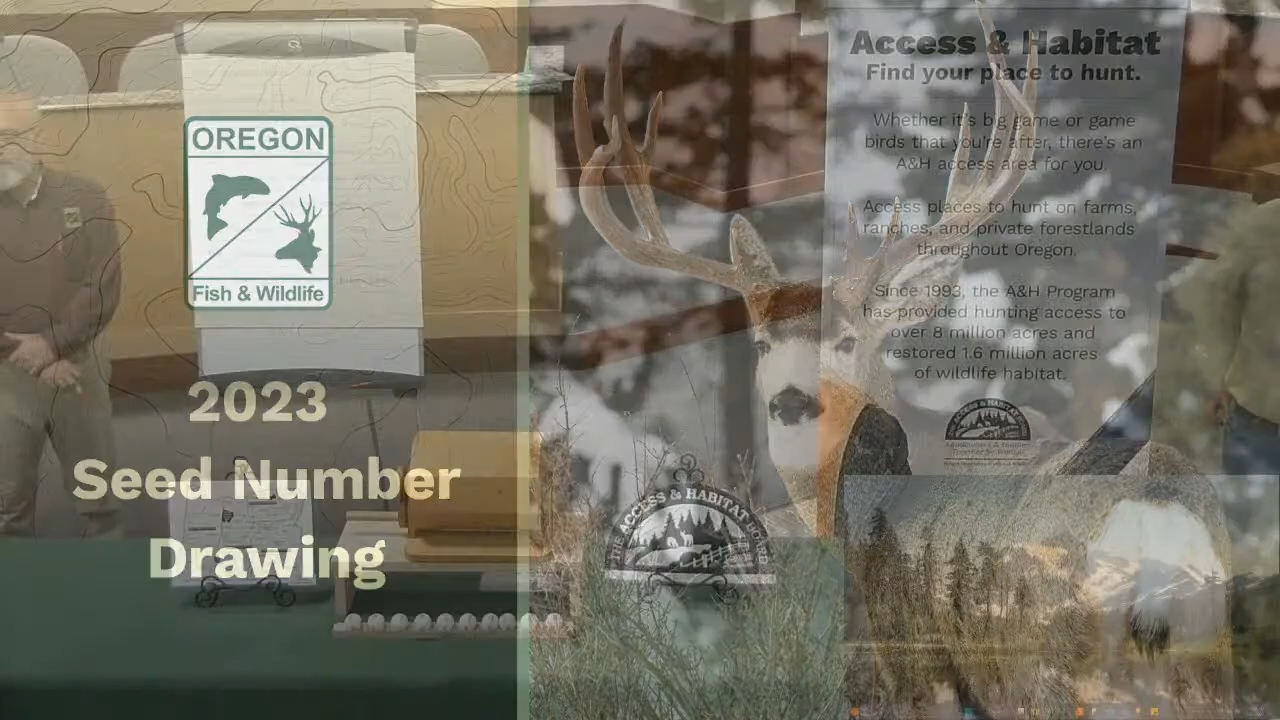 OREGON
Fish & Wildlife
2023
Seed Number
Drawing
Access & Habitat
Find your place to hunt.
Whether it's big game or game
birds that you're after, there's an
A&H access area for you.
Access places to hunt on farms,
ranches, and private forestlands
throughout Oregon.
Since 1993, the A&H Program
has provided hunting access to
over 8 million acres and
restored 1.6 million acres
of wildlife habitat.
THE ACCESS & HABITAT BOARD